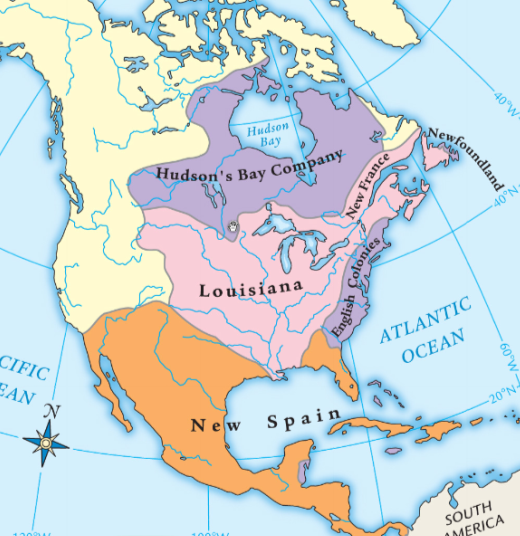 Hudson
Bay
40°W
Newfoundland
Hudson's Bay Company
New France
40°N
Louisiana
English Colonies
ATLANTIC
OCEAN
60°W
CIFIC
EAN
20°N
N
New Spain
SOUTH
AMERICA